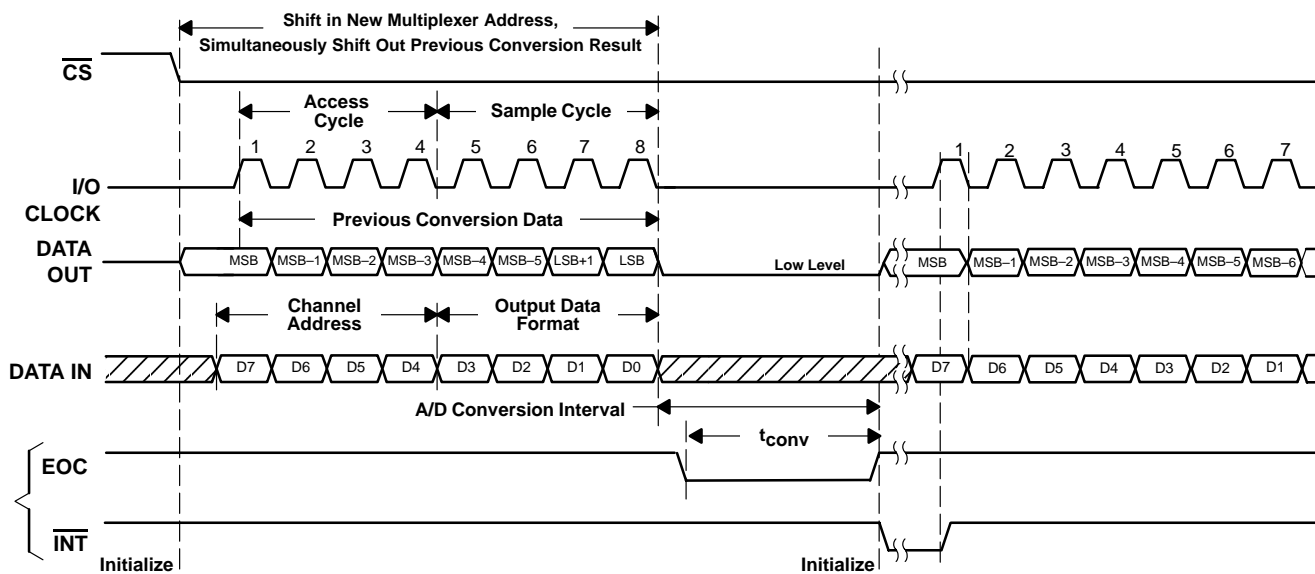 Shift in New Multiplexer Address,
Simultaneously Shift Out Previous Conversion Result
CS
Access
Cycle
Sample Cycle
1 2 3 4 5 6 7 8 1 2 3 4 5 6 7
I/O
CLOCK
Previous Conversion Data
DATA
OUT
MSB MSB–1 MSB–2 MSB–3 MSB–4 MSB–5 LSB+1 LSB Low Level MSB MSB–1 MSB–2 MSB–3 MSB–4 MSB–5 MSB–6
Channel
Address
Output Data
Format
DATA IN D7 D6 D5 D4 D3 D2 D1 D0 D7 D6 D5 D4 D3 D2 D1
A/D Conversion Interval
tconv
EOC
INT
Initialize Initialize